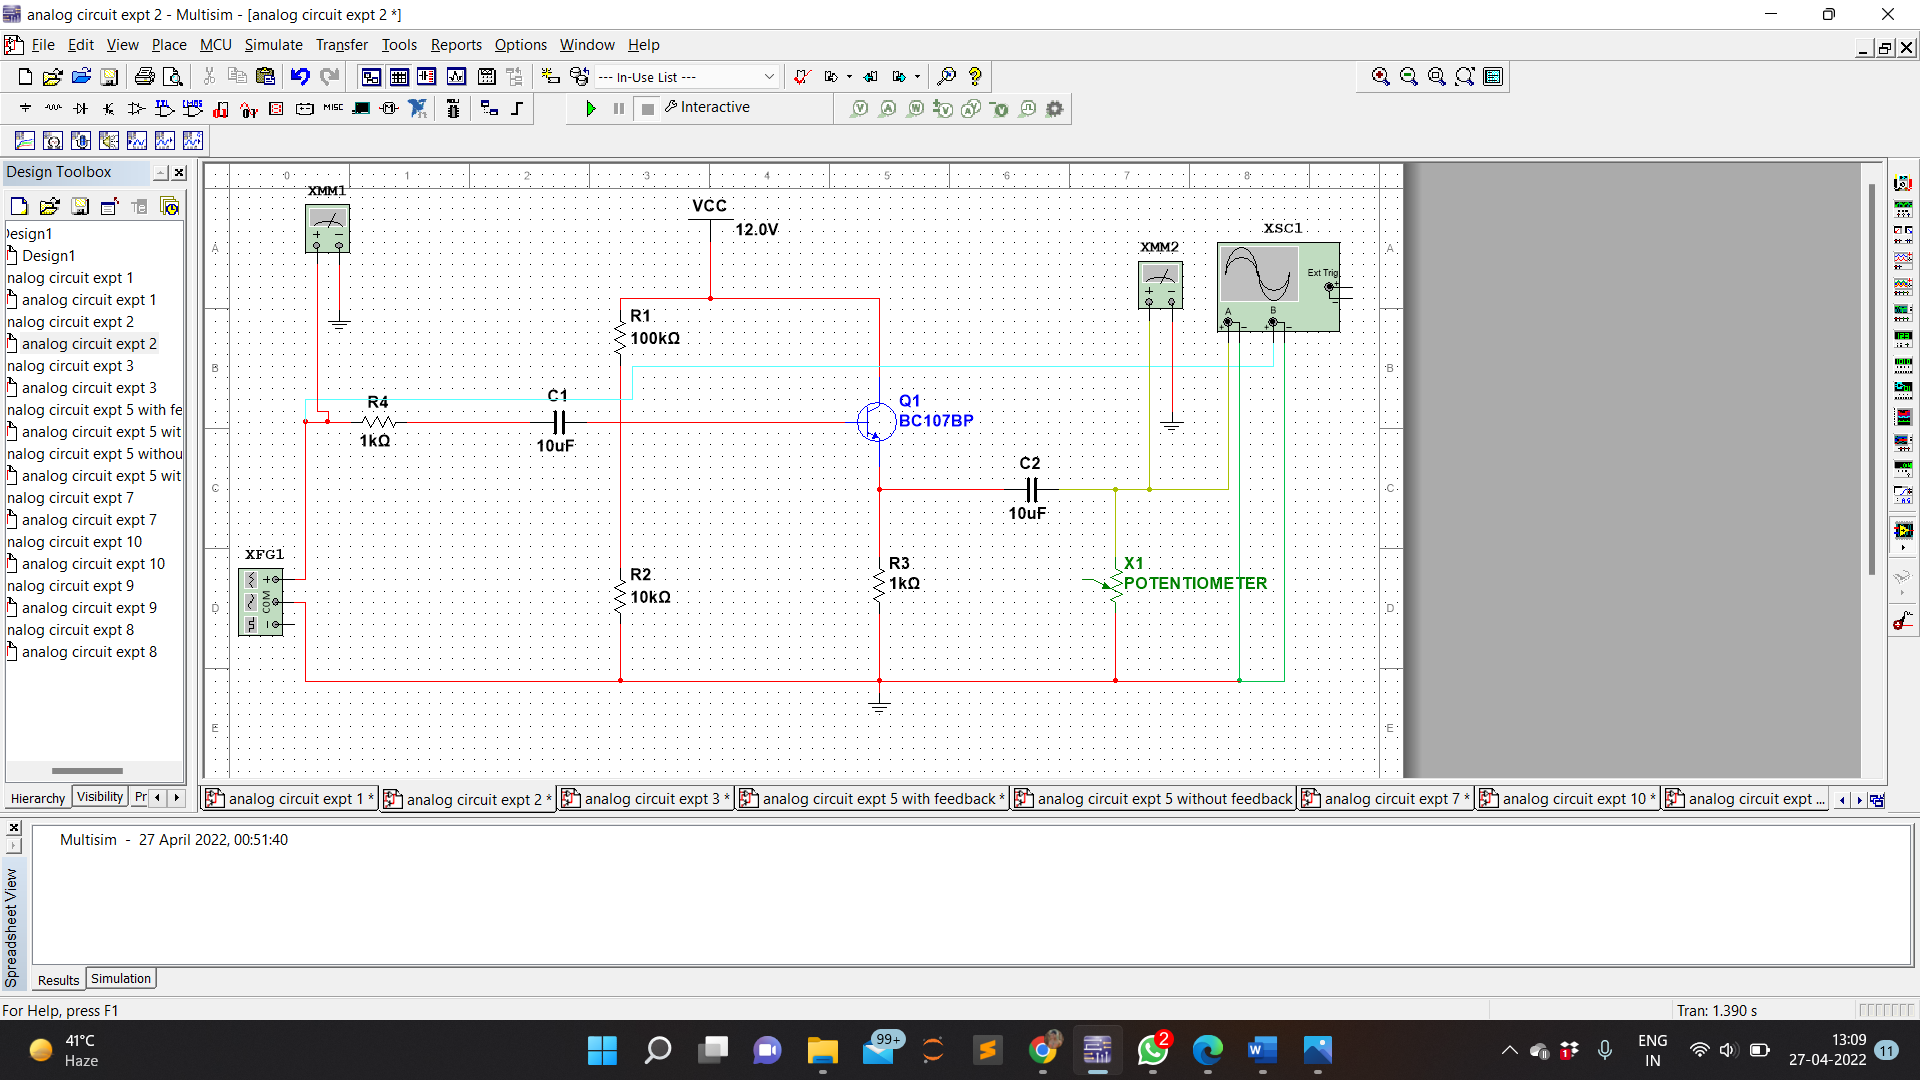 analog circuit expt 2 - Multisim - [analog circuit expt 2 *]
File Edit View Place MCU Simulate Transfer Tools Reports Options Window Help
--- In-Use List ---
MISC
Interactive
Design Toolbox
Design1
Design1
nalog circuit expt 1
analog circuit expt 1
nalog circuit expt 2
analog circuit expt 2
nalog circuit expt 3
analog circuit expt 3
nalog circuit expt 5 with fe
analog circuit expt 5 wit
nalog circuit expt 5 withou
analog circuit expt 5 wit
nalog circuit expt 7
analog circuit expt 7
nalog circuit expt 10
analog circuit expt 10
nalog circuit expt 9
analog circuit expt 9
nalog circuit expt 8
analog circuit expt 8
Hierarchy Visibility Pr
0 1 2 3 4 5 6 7 8
A A
B B
C C
D D
E E
XMM1
VCC
12.0V
XSC1
XMM2
Ext Trig
A B
R1
100kΩ
R4
1kΩ
C1
10uF
Q1
BC107BP
C2
10uF
XFG1
COM
R2
10kΩ
R3
1kΩ
X1
POTENTIOMETER
analog circuit expt 1 * analog circuit expt 2 * analog circuit expt 3 * analog circuit expt 5 with feedback * analog circuit expt 5 without feedback analog circuit expt 7 * analog circuit expt 10 * analog circuit expt ...
Multisim - 27 April 2022, 00:51:40
Spreadsheet View
Results Simulation
For Help, press F1
Tran: 1.390 s
41°C
Haze
99+
2
1
ENG
IN
13:09
27-04-2022
11